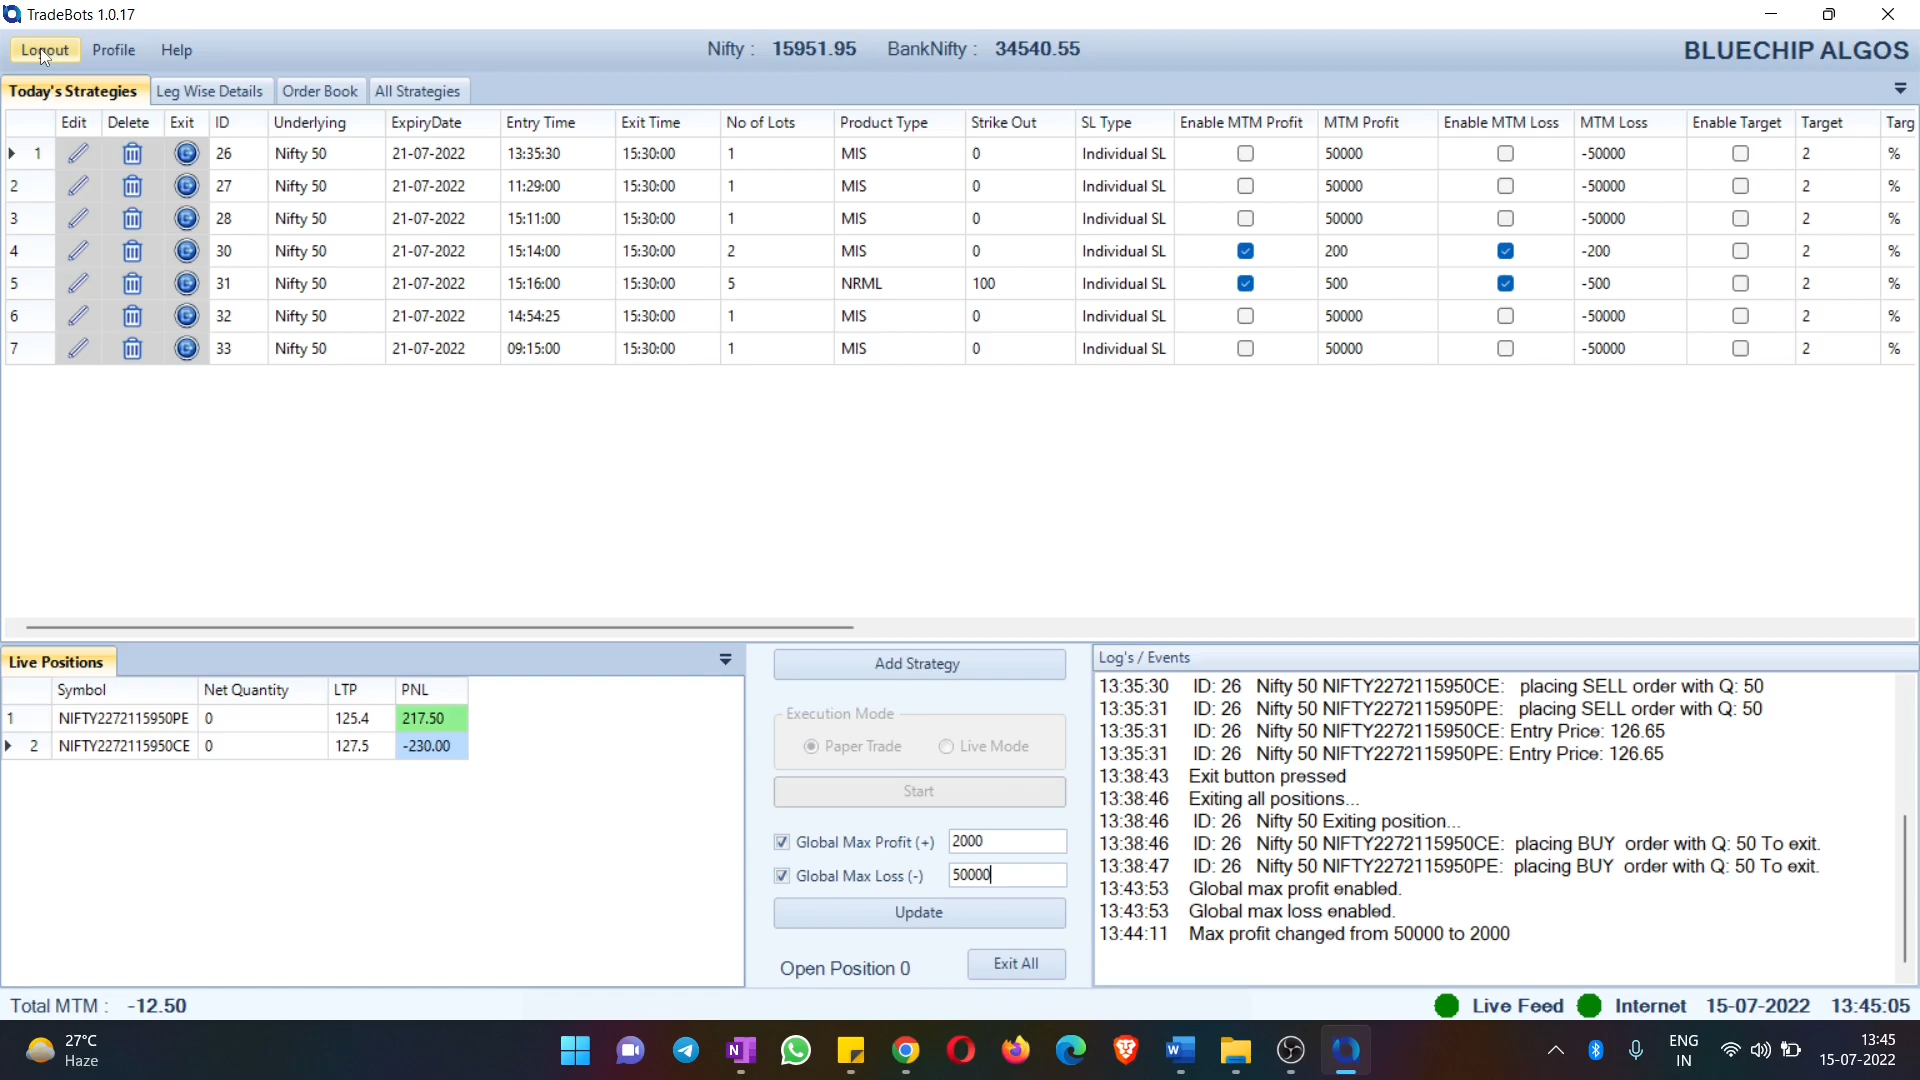 TradeBots 1.0.17
Logout Profile Help Nifty : 15951.95 BankNifty : 34540.55 BLUECHIP ALGOS
Today's Strategies Leg Wise Details Order Book All Strategies
Edit Delete Exit ID Underlying ExpiryDate Entry Time Exit Time No of Lots Product Type Strike Out SL Type Enable MTM Profit MTM Profit Enable MTM Loss MTM Loss Enable Target Target Targ
1 26 Nifty 50 21-07-2022 13:35:30 15:30:00 1 MIS 0 Individual SL 50000 -50000 2 %
2 27 Nifty 50 21-07-2022 11:29:00 15:30:00 1 MIS 0 Individual SL 50000 -50000 2 %
3 28 Nifty 50 21-07-2022 15:11:00 15:30:00 1 MIS 0 Individual SL 50000 -50000 2 %
4 30 Nifty 50 21-07-2022 15:14:00 15:30:00 2 MIS 0 Individual SL 200 -200 2 %
5 31 Nifty 50 21-07-2022 15:16:00 15:30:00 5 NRML 100 Individual SL 500 -500 2 %
6 32 Nifty 50 21-07-2022 14:54:25 15:30:00 1 MIS 0 Individual SL 50000 -50000 2 %
7 33 Nifty 50 21-07-2022 09:15:00 15:30:00 1 MIS 0 Individual SL 50000 -50000 2 %
Live Positions
Symbol Net Quantity LTP PNL
1 NIFTY2272115950PE 0 125.4 217.50
2 NIFTY2272115950CE 0 127.5 -230.00
Add Strategy
Execution Mode
Paper Trade Live Mode
Start
Global Max Profit (+) 2000
Global Max Loss (-) 50000
Update
Open Position 0 Exit All
Log's / Events
13:35:30 ID: 26 Nifty 50 NIFTY2272115950CE: placing SELL order with Q: 50
13:35:31 ID: 26 Nifty 50 NIFTY2272115950PE: placing SELL order with Q: 50
13:35:31 ID: 26 Nifty 50 NIFTY2272115950CE: Entry Price: 126.65
13:35:31 ID: 26 Nifty 50 NIFTY2272115950PE: Entry Price: 126.65
13:38:43 Exit button pressed
13:38:46 Exiting all positions...
13:38:46 ID: 26 Nifty 50 Exiting position...
13:38:46 ID: 26 Nifty 50 NIFTY2272115950CE: placing BUY order with Q: 50 To exit.
13:38:47 ID: 26 Nifty 50 NIFTY2272115950PE: placing BUY order with Q: 50 To exit.
13:43:53 Global max profit enabled.
13:43:53 Global max loss enabled.
13:44:11 Max profit changed from 50000 to 2000
Total MTM : -12.50 Live Feed Internet 15-07-2022 13:45:05
27°C
Haze
ENG
IN
13:45
15-07-2022